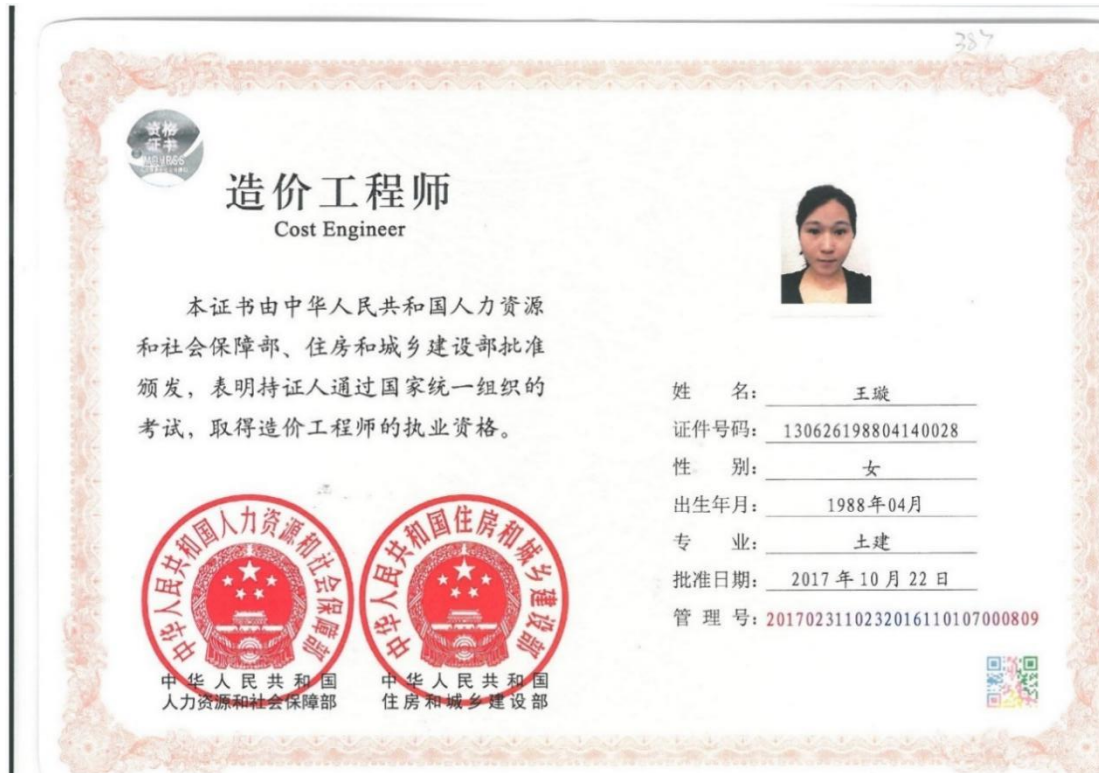 387
资格
证书
造价工程师
Cost Engineer
本证书由中华人民共和国人力资源
和社会保障部、住房和城乡建设部批准
颁发，表明持证人通过国家统一组织的
考试，取得造价工程师的执业资格。
姓 名： 王璇
证件号码： 130626198804140028
性 别： 女
出生年月： 1988年04月
专 业： 土建
批准日期： 2017 年 10 月 22 日
管 理 号： 2017023110232016110107000809
中华人民共和国人力资源和社会保障部
中华人民共和国住房和城乡建设部
中华人民共和国
人力资源和社会保障部
中华人民共和国
住房和城乡建设部